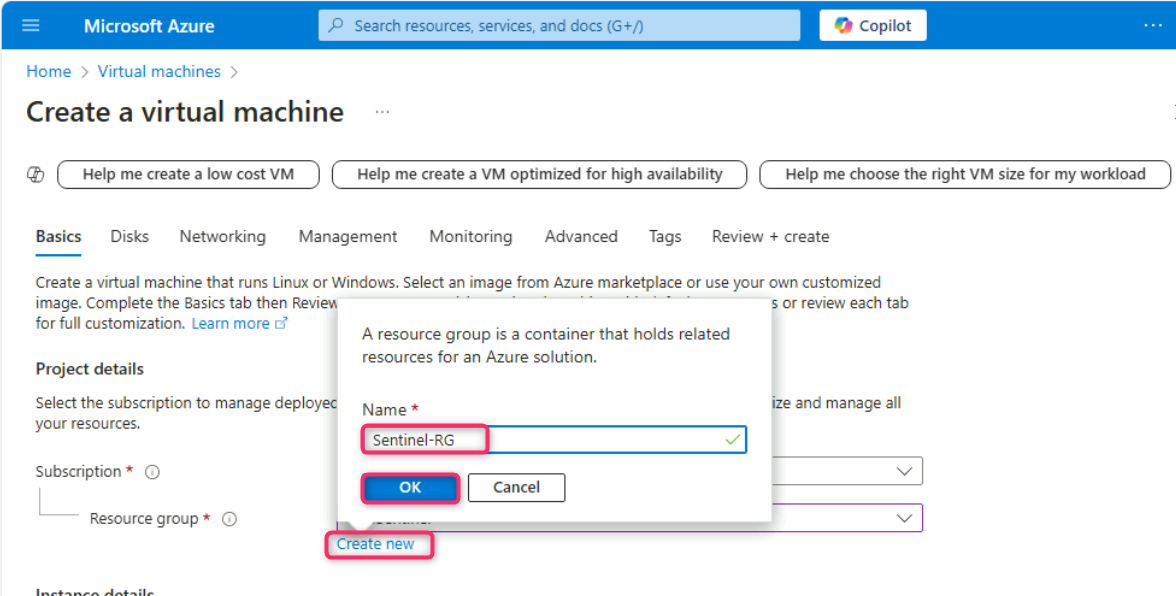 Microsoft Azure
Search resources, services, and docs (G+/)
Copilot
...
Home > Virtual machines >
Create a virtual machine ...
Help me create a low cost VM
Help me create a VM optimized for high availability
Help me choose the right VM size for my workload
Basics Disks Networking Management Monitoring Advanced Tags Review + create
Create a virtual machine that runs Linux or Windows. Select an image from Azure marketplace or use your own customized
image. Complete the Basics tab then Review
or review each tab
for full customization. Learn more
A resource group is a container that holds related
resources for an Azure solution.
Name *
Sentinel-RG
OK
Cancel
Project details
Select the subscription to manage deployed
and manage all
your resources.
Subscription *
Resource group *
Create new
Instance details